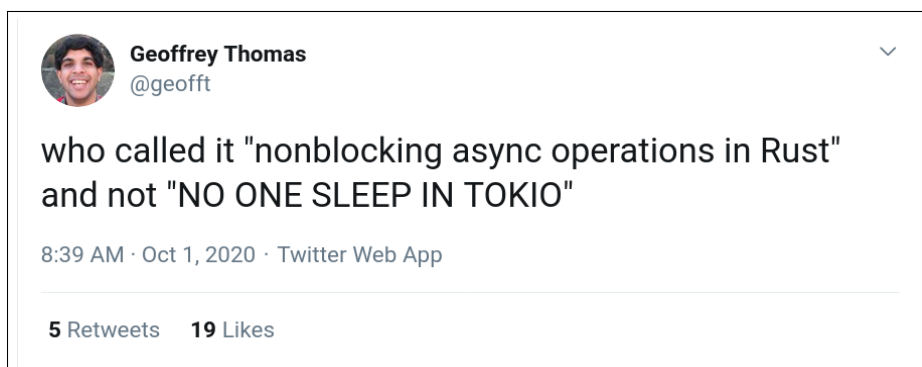 Geoffrey Thomas
@geofft
who called it "nonblocking async operations in Rust"
and not "NO ONE SLEEP IN TOKIO"
8:39 AM · Oct 1, 2020 · Twitter Web App
5 Retweets 19 Likes